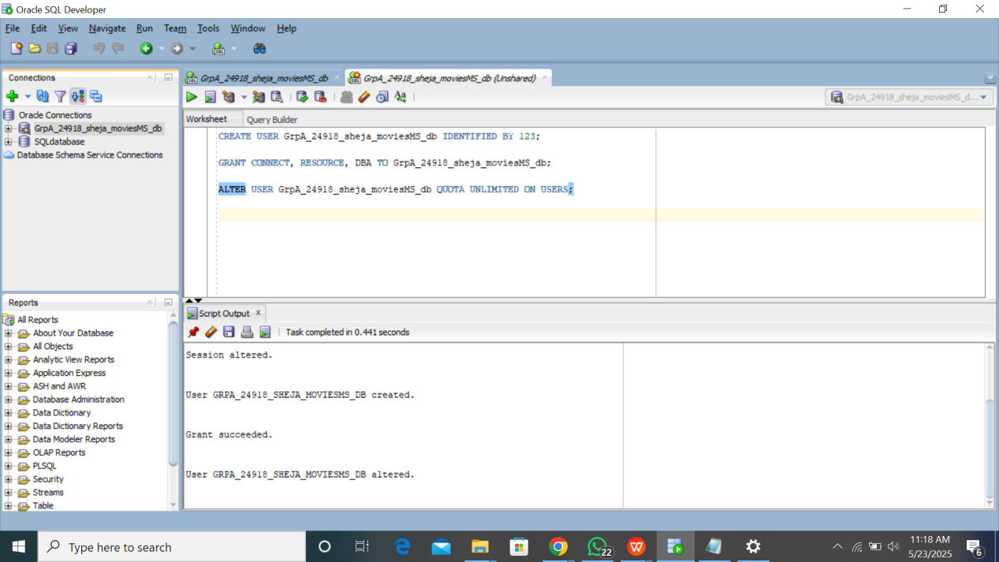 Oracle SQL Developer
File Edit View Navigate Run Team Tools Window Help
Connections
Oracle Connections
GrpA_24918_sheja_moviesMS_db
SQLdatabase
Database Schema Service Connections
Reports
All Reports
About Your Database
All Objects
Analytic View Reports
Application Express
ASH and AWR
Database Administration
Data Dictionary
Data Dictionary Reports
Data Modeler Reports
OLAP Reports
PLSQL
Security
Streams
Table
GrpA_24918_sheja_moviesMS_db GrpA_24918_sheja_moviesMS_db (Unshared)
GrpA_24918_sheja_moviesMS_d...
Worksheet Query Builder
CREATE USER GrpA_24918_sheja_moviesMS_db IDENTIFIED BY 123;
GRANT CONNECT, RESOURCE, DBA TO GrpA_24918_sheja_moviesMS_db;
ALTER USER GrpA_24918_sheja_moviesMS_db QUOTA UNLIMITED ON USERS;
Script Output
Task completed in 0.441 seconds
Session altered.
User GRPA_24918_SHEJA_MOVIESMS_DB created.
Grant succeeded.
User GRPA_24918_SHEJA_MOVIESMS_DB altered.
Type here to search
22
11:18 AM
5/23/2025
6